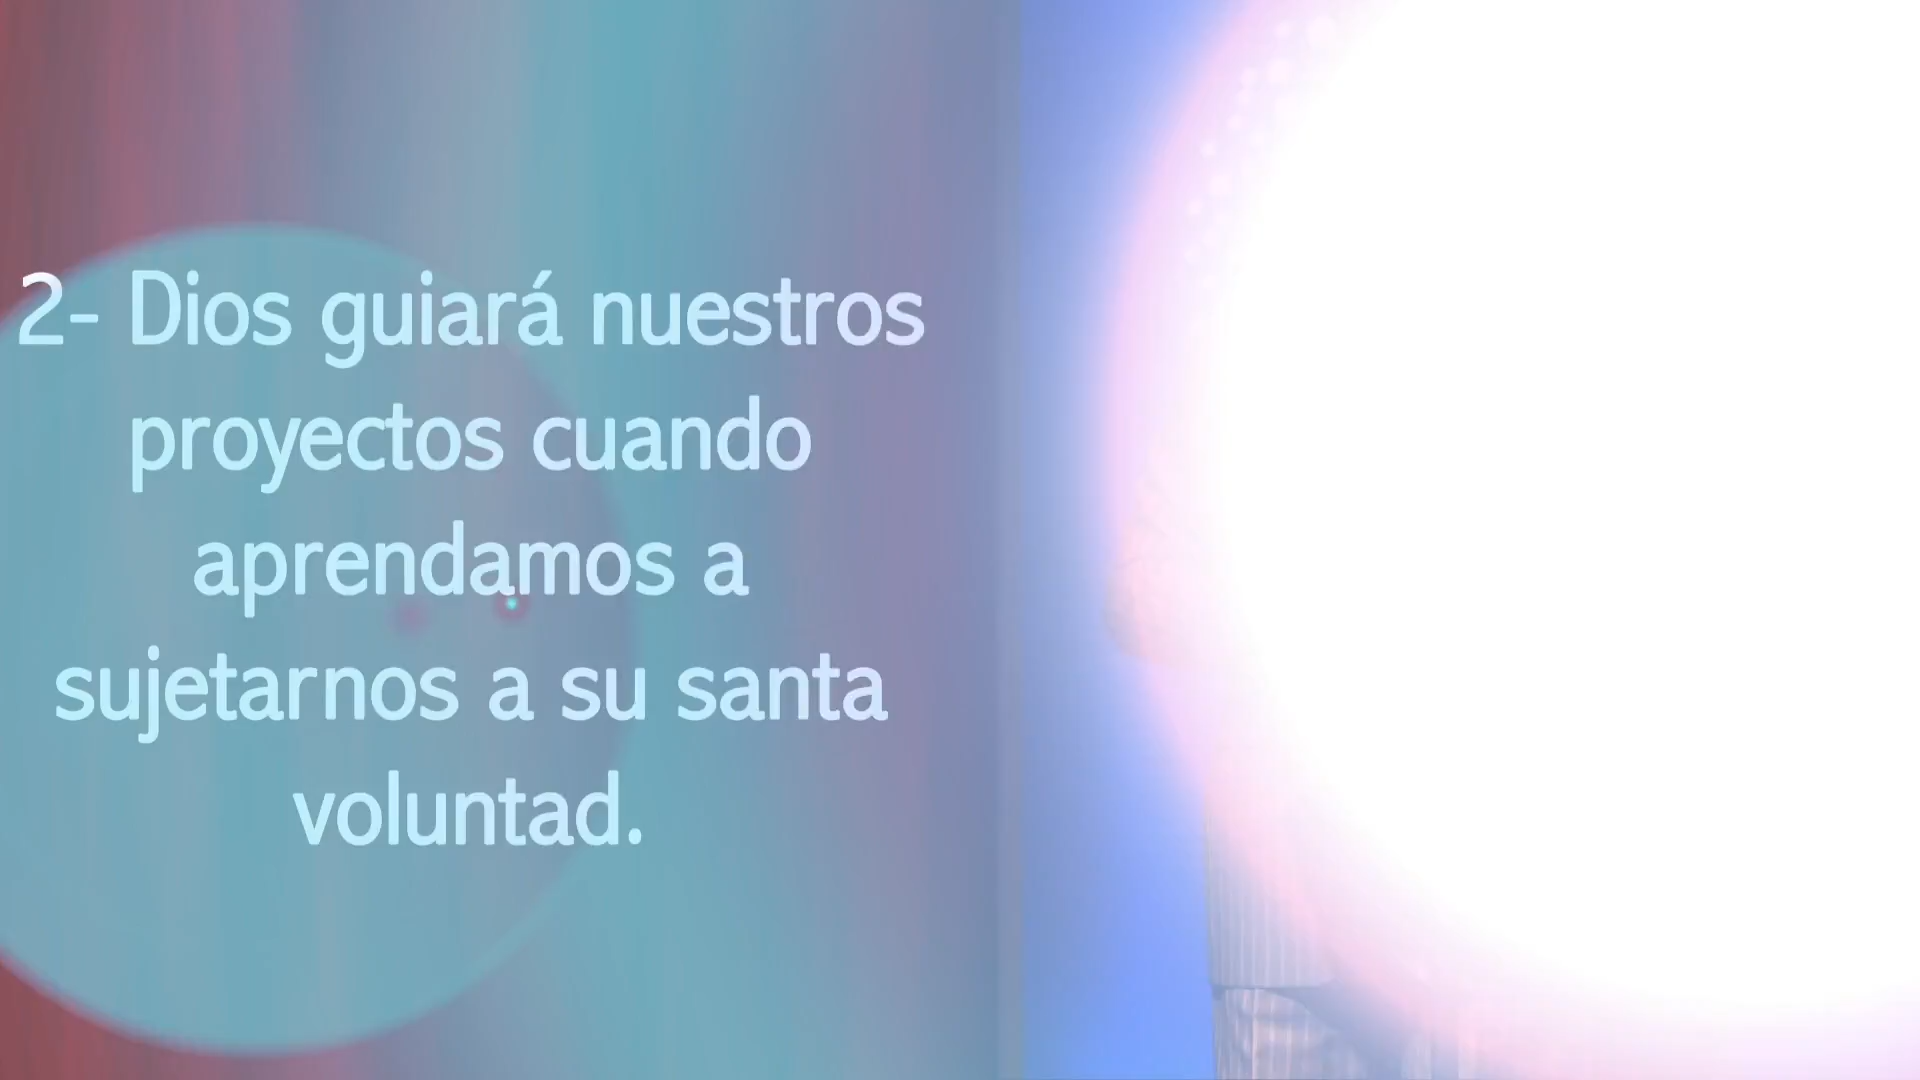 2- Dios guiará nuestros
proyectos cuando
aprendamos a
sujetarnos a su santa
voluntad.